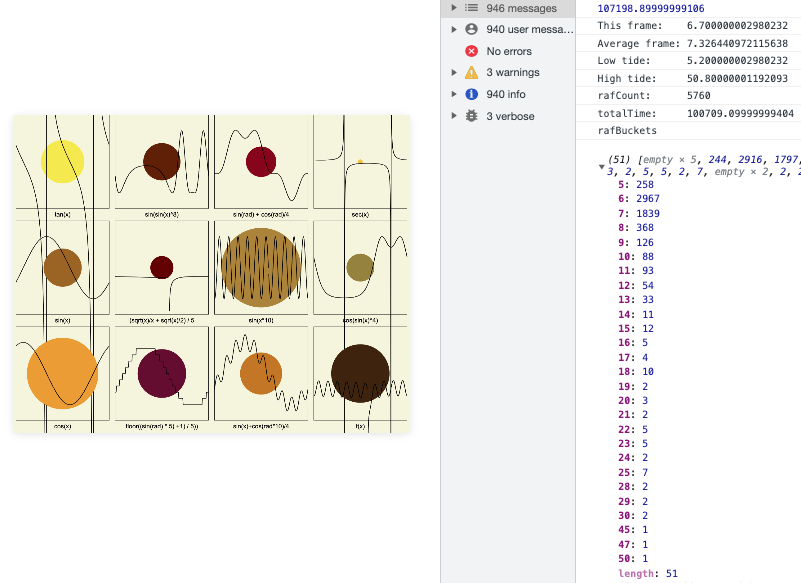 tan(x)
sin(sin(x)^8)
sin(rad) + cos(rad)/4
sec(x)
sin(x)
(sqrt(x)/x + sqrt(x)/2) / 5
sin(x*10)
cos(sin(x)*4)
cos(x)
floor((sin(rad) * 5) +1) / 5))
sin(x)+cos(rad*10)/4
f(x)
946 messages
940 user messa...
No errors
3 warnings
940 info
3 verbose
107198.89999999106
This frame: 6.700000002980232
Average frame: 7.326440972115638
Low tide: 5.200000002980232
High tide: 50.80000001192093
rafCount: 5760
totalTime: 100709.09999999404
rafBuckets
(51) [empty × 5, 244, 2916, 1797,
3, 2, 5, 5, 2, 7, empty × 2, 2, 2
5: 258
6: 2967
7: 1839
8: 368
9: 126
10: 88
11: 93
12: 54
13: 33
14: 11
15: 12
16: 5
17: 4
18: 10
19: 2
20: 3
21: 2
22: 5
23: 5
24: 2
25: 7
28: 2
29: 2
30: 2
45: 1
47: 1
50: 1
length: 51